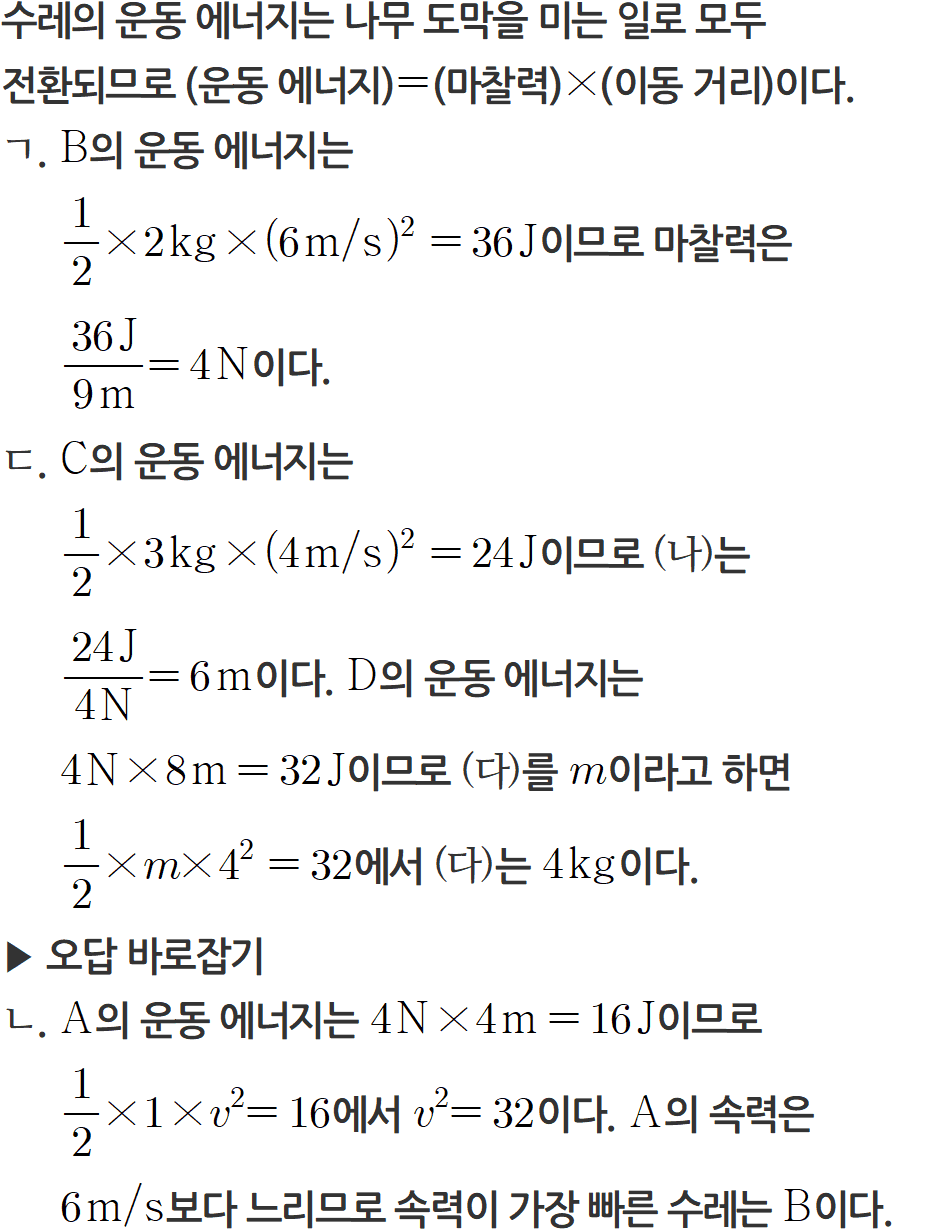 수레의 운동 에너지는 나무 도막을 미는 일로 모두
전환되므로 (운동 에너지)=(마찰력)×(이동 거리)이다.
ㄱ. B의 운동 에너지는
1/2 × 2 kg × (6 m/s)² = 36 J이므로 마찰력은
36 J/9 m = 4 N이다.
ㄷ. C의 운동 에너지는
1/2 × 3 kg × (4 m/s)² = 24 J이므로 (나)는
24 J/4 N = 6 m이다. D의 운동 에너지는
4 N × 8 m = 32 J이므로 (다)를 m이라고 하면
1/2 × m × 4² = 32에서 (다)는 4 kg이다.
▶ 오답 바로잡기
ㄴ. A의 운동 에너지는 4 N × 4 m = 16 J이므로
1/2 × 1 × v² = 16에서 v² = 32이다. A의 속력은
6 m/s보다 느리므로 속력이 가장 빠른 수레는 B이다.